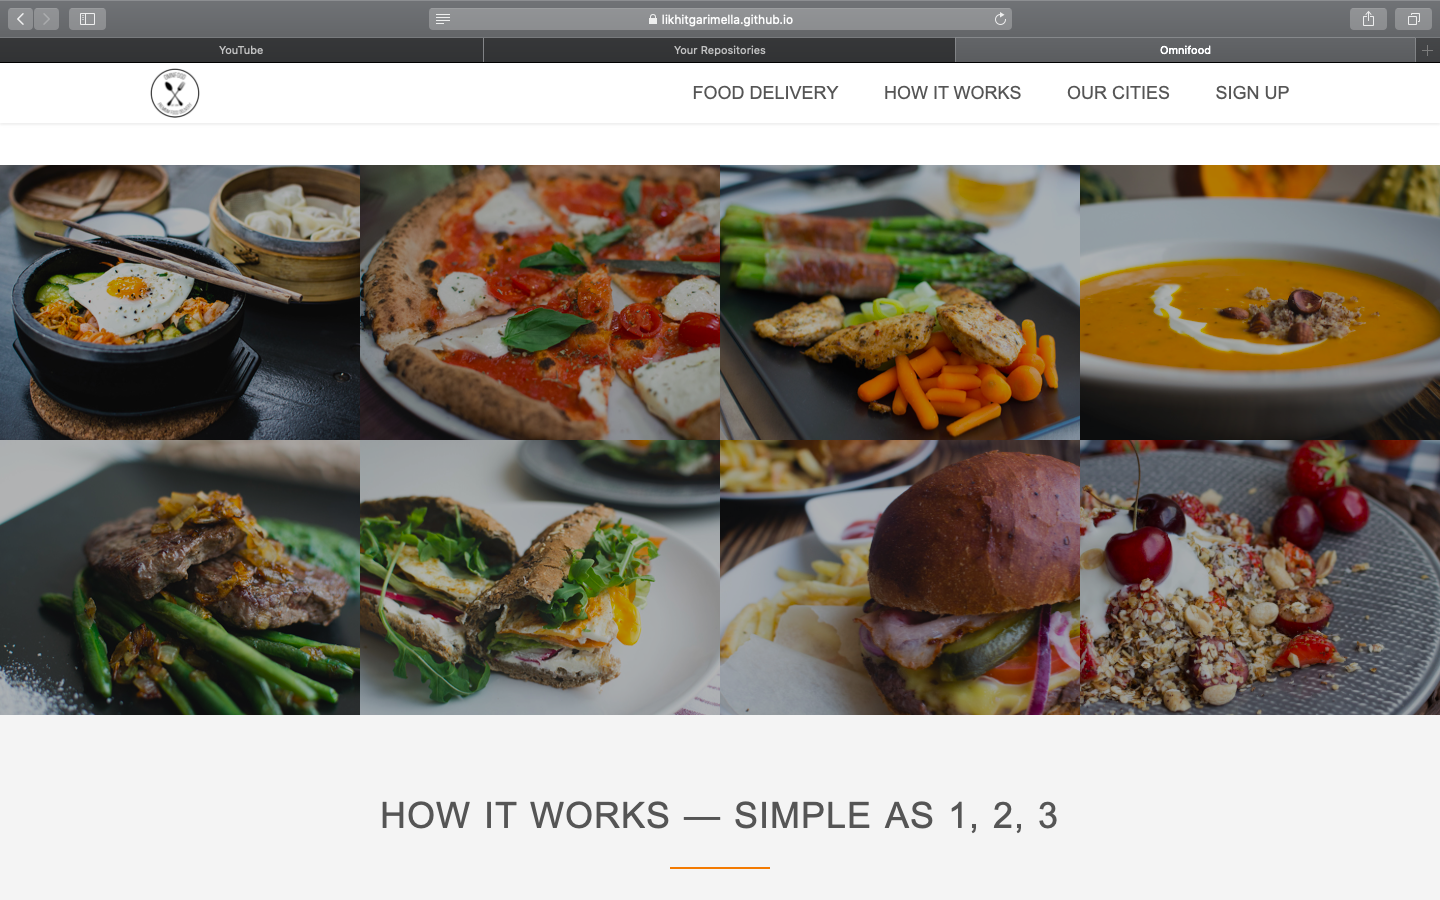 likhitgarimella.github.io
YouTube
Your Repositories
Omnifood
FOOD DELIVERY
HOW IT WORKS
OUR CITIES
SIGN UP
HOW IT WORKS — SIMPLE AS 1, 2, 3